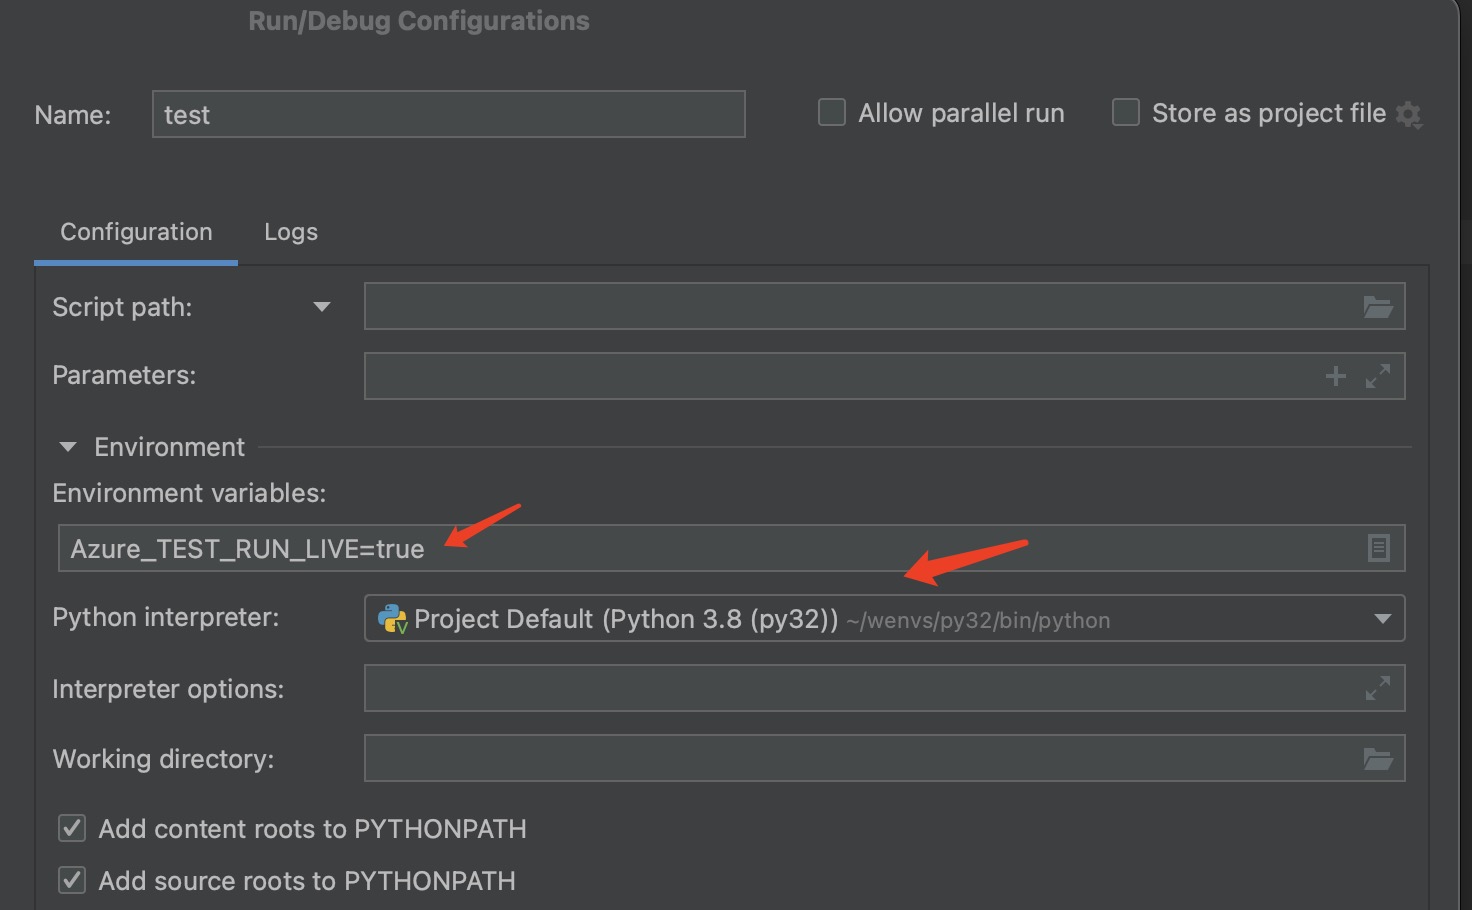 Run/Debug Configurations
Name: test Allow parallel run Store as project file
Configuration Logs
Script path:
Parameters:
Environment
Environment variables:
Azure_TEST_RUN_LIVE=true
Python interpreter: Project Default (Python 3.8 (py32)) ~/wenvs/py32/bin/python
Interpreter options:
Working directory:
Add content roots to PYTHONPATH
Add source roots to PYTHONPATH